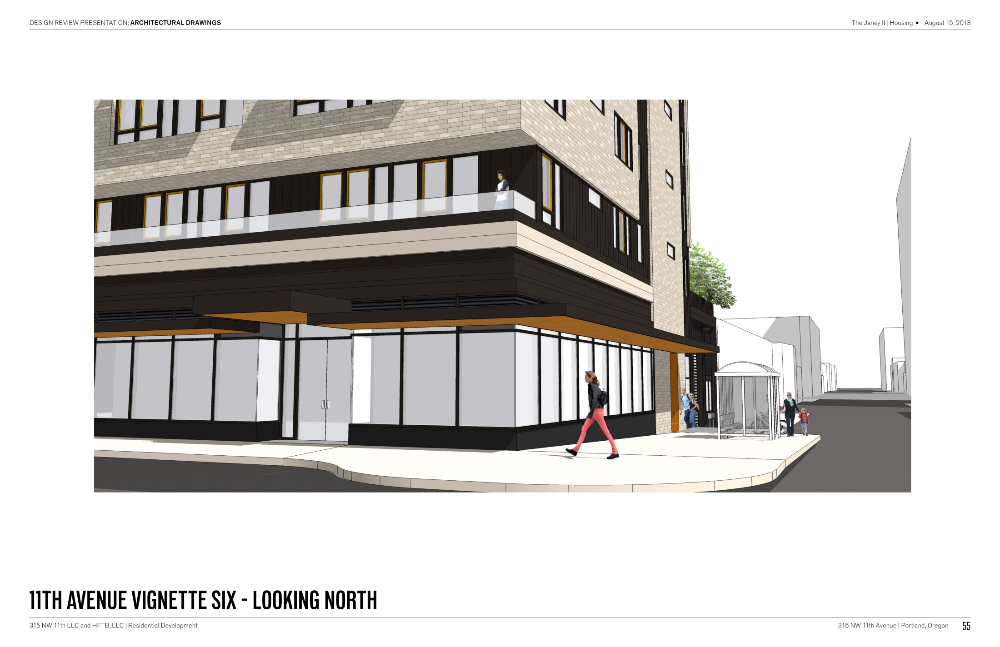 DESIGN REVIEW PRESENTATION: ARCHITECTURAL DRAWINGS
The Janey II | Housing ● August 15, 2013
11TH AVENUE VIGNETTE SIX - LOOKING NORTH
315 NW 11th LLC and HFTB, LLC | Residential Development
315 NW 11th Avenue | Portland, Oregon 55